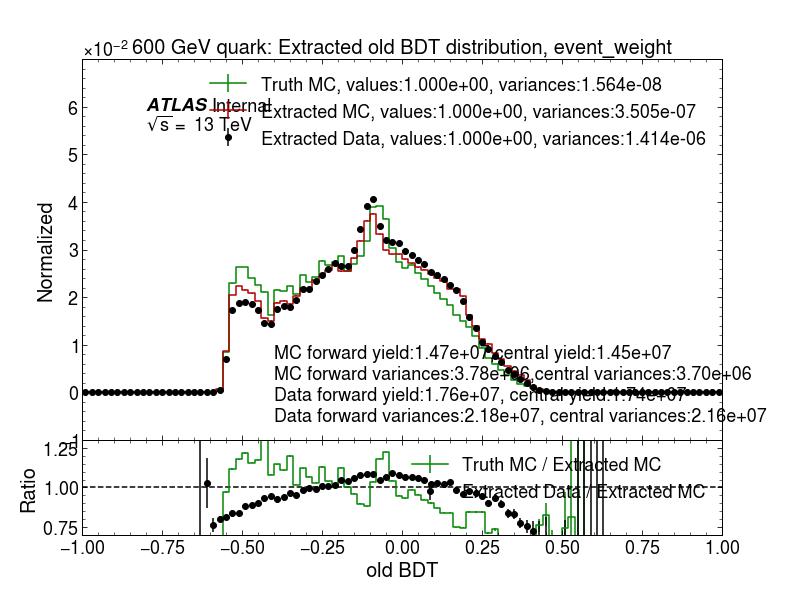 ×10⁻² 600 GeV quark: Extracted old BDT distribution, event_weight
Truth MC, values:1.000e+00, variances:1.564e-08
ATLAS Internal
Extracted MC, values:1.000e+00, variances:3.505e-07
√s = 13 TeV
Extracted Data, values:1.000e+00, variances:1.414e-06
6
5
4
3
2
1
0
1
Normalized
MC forward yield:1.47e+07, central yield:1.45e+07
MC forward variances:3.78e+06, central variances:3.70e+06
Data forward yield:1.76e+07, central yield:1.74e+07
Data forward variances:2.18e+07, central variances:2.16e+07
1.25
1.00
0.75
Ratio
Truth MC / Extracted MC
Extracted Data / Extracted MC
−1.00 −0.75 −0.50 −0.25 0.00 0.25 0.50 0.75 1.00
old BDT